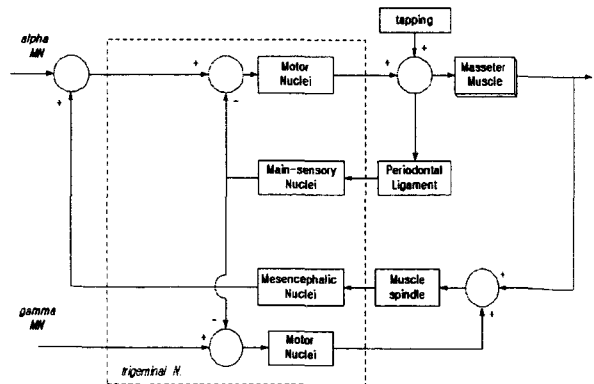 tapping
alpha
MN
+
+
+
+
Motor
Nuclei
+
Masseter
Muscle
+
-
Main-sensory
Nuclei
Periodontal
Ligament
Mesencephalic
Nuclei
Muscle
spindle
+
+
gamma
MN
-
+
Motor
Nuclei
trigeminal N.